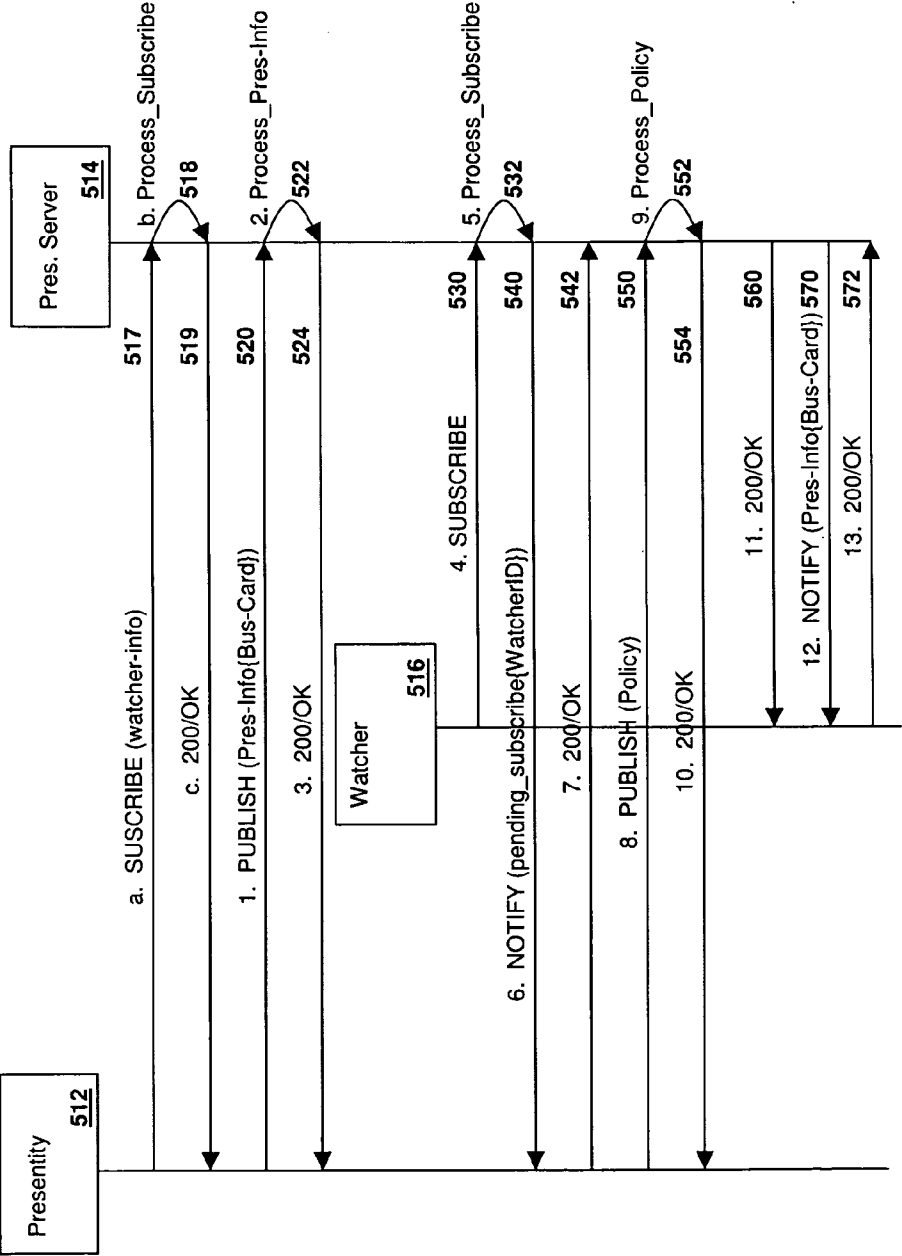 Presentity
512
Pres. Server
514
a. SUSCRIBE (watcher-info)
517
b. Process_Subscribe
518
c. 200/OK
519
1. PUBLISH (Pres-Info{Bus-Card})
520
2. Process_Pres-Info
522
3. 200/OK
524
Watcher
516
4. SUBSCRIBE
530
5. Process_Subscribe
532
6. NOTIFY (pending_subscribe{WatcherID})
540
7. 200/OK
542
8. PUBLISH (Policy)
550
9. Process_Policy
552
10. 200/OK
554
11. 200/OK
560
12. NOTIFY (Pres-Info{Bus-Card})
570
13. 200/OK
572